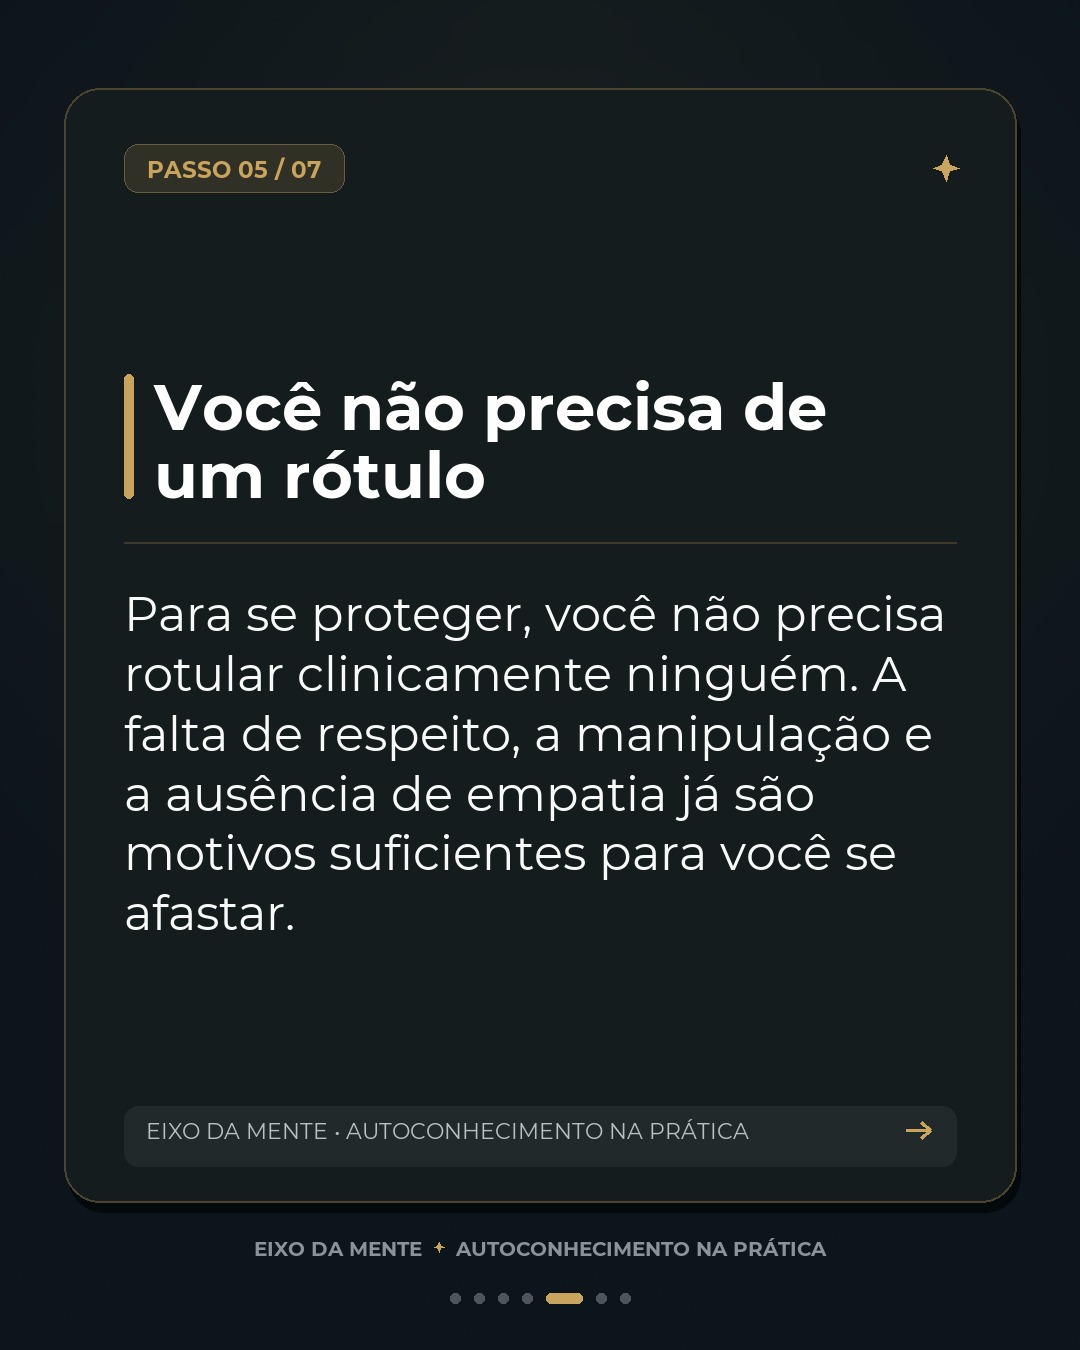 PASSO 05 / 07
Você não precisa de
um rótulo
Para se proteger, você não precisa
rotular clinicamente ninguém. A
falta de respeito, a manipulação e
a ausência de empatia já são
motivos suficientes para você se
afastar.
EIXO DA MENTE • AUTOCONHECIMENTO NA PRÁTICA
EIXO DA MENTE ✦ AUTOCONHECIMENTO NA PRÁTICA